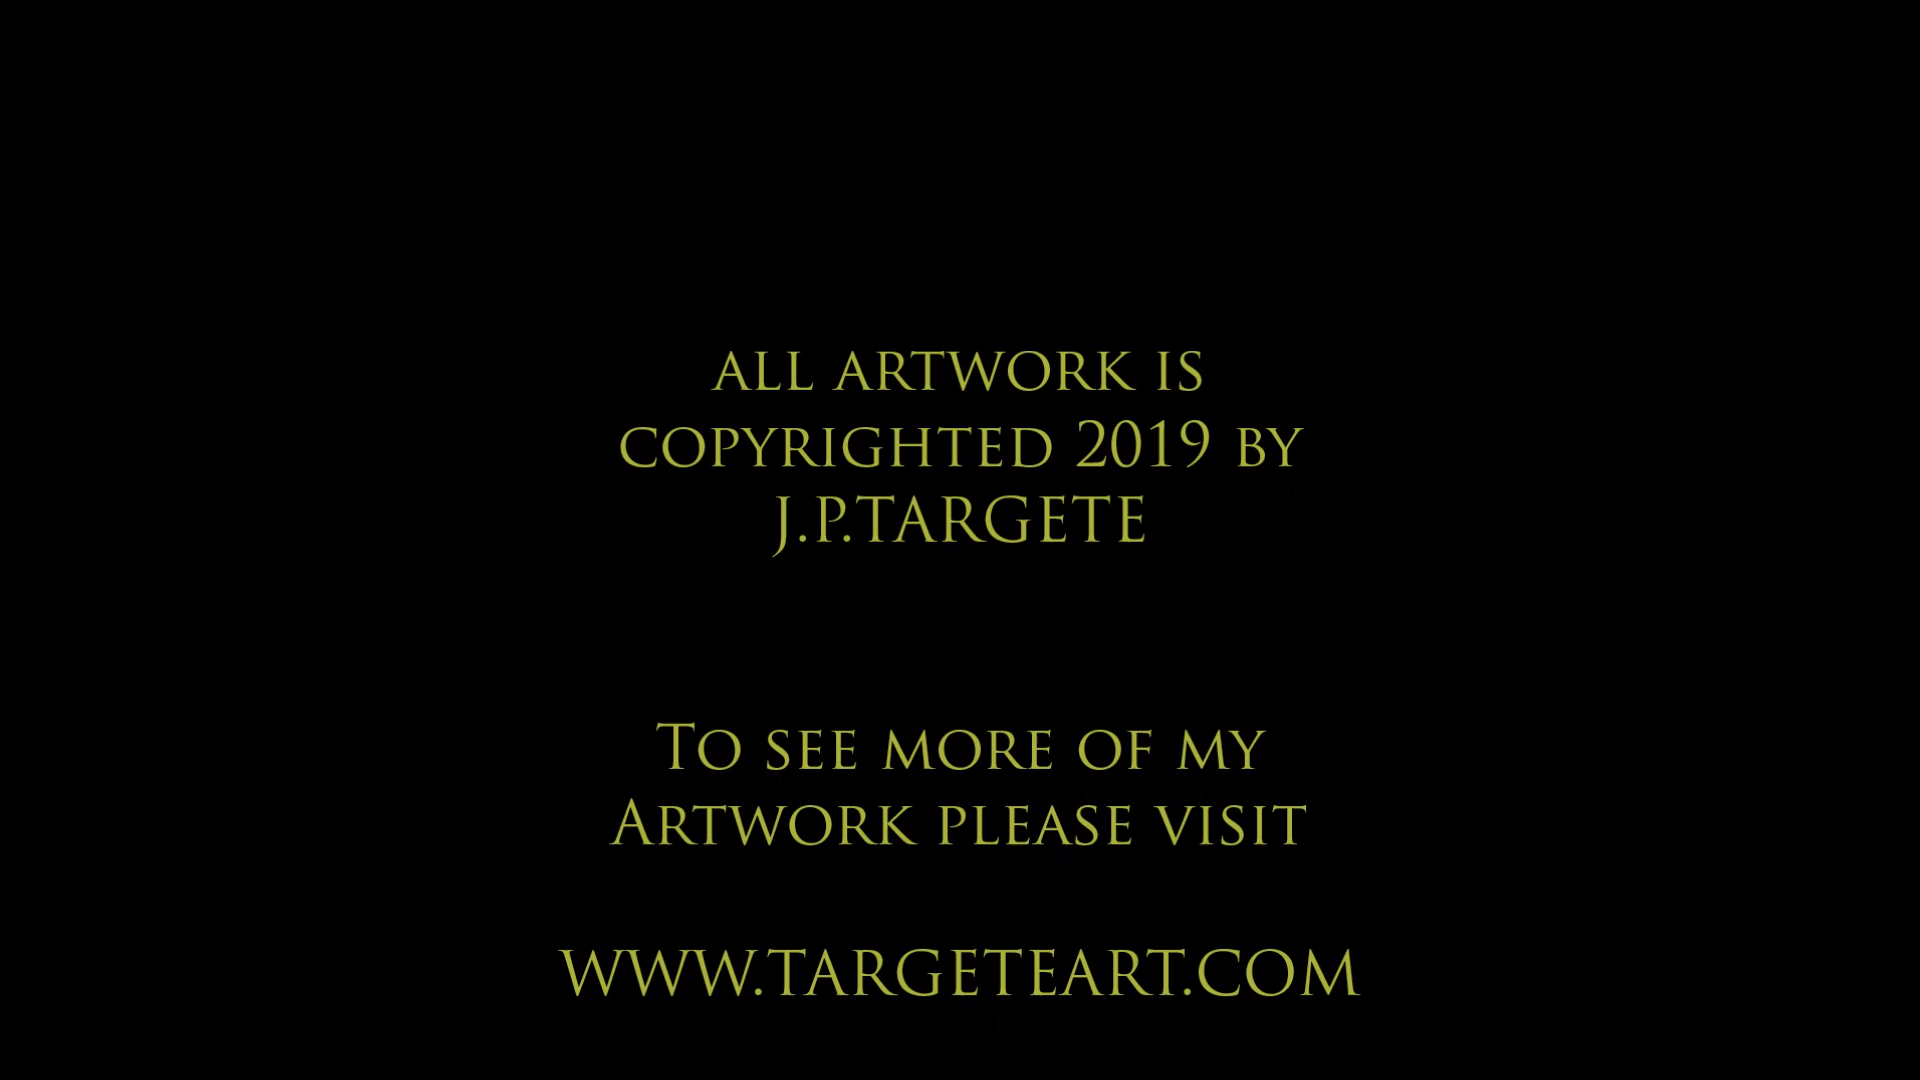 ALL ARTWORK IS
COPYRIGHTED 2019 BY
J.P.TARGETE
TO SEE MORE OF MY
ARTWORK PLEASE VISIT
WWW.TARGETEART.COM